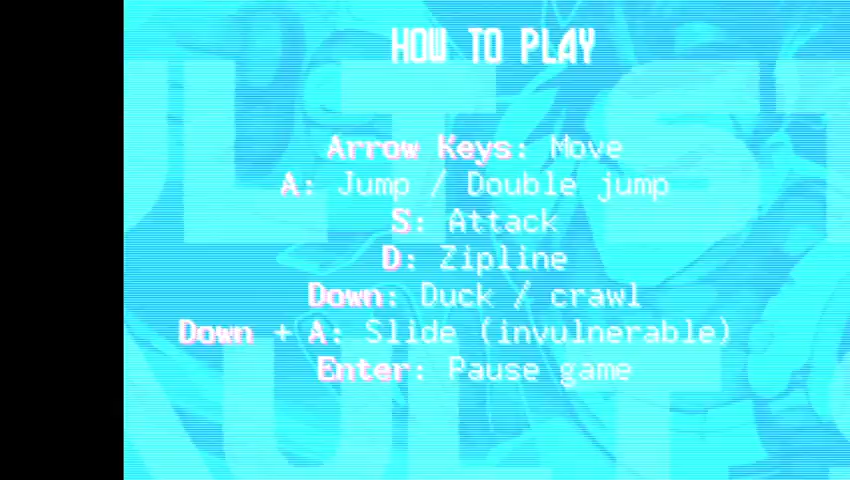 HOW TO PLAY
Arrow Keys: Move
A: Jump / Double jump
S: Attack
D: Zipline
Down: Duck / crawl
Down + A: Slide (invulnerable)
Enter: Pause game